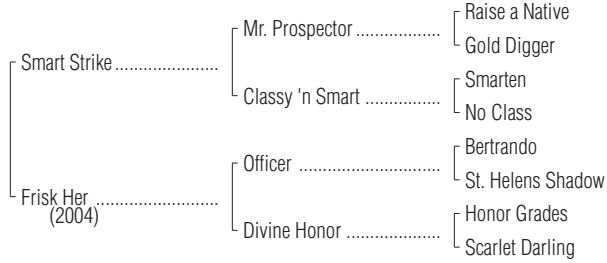 Raise a Native
Mr. Prospector ..................
Gold Digger
Smart Strike ......................
Smarten
Classy 'n Smart ................
No Class
Bertrando
Officer ..............................
St. Helens Shadow
Frisk Her ..........................
(2004)
Honor Grades
Divine Honor ....................
Scarlet Darling